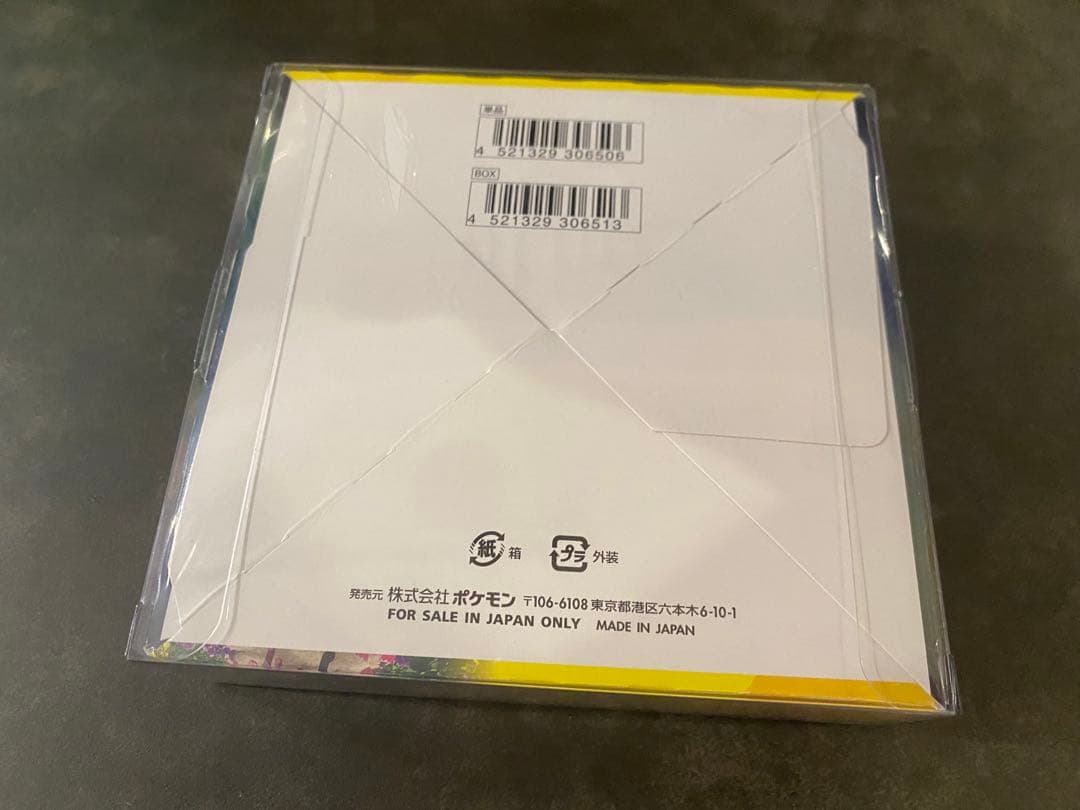 単品
4 521329 306506
BOX
4 521329 306513
紙 箱 プラ 外装
発売元 株式会社 ポケモン 〒106-6108 東京都港区六本木6-10-1
FOR SALE IN JAPAN ONLY MADE IN JAPAN